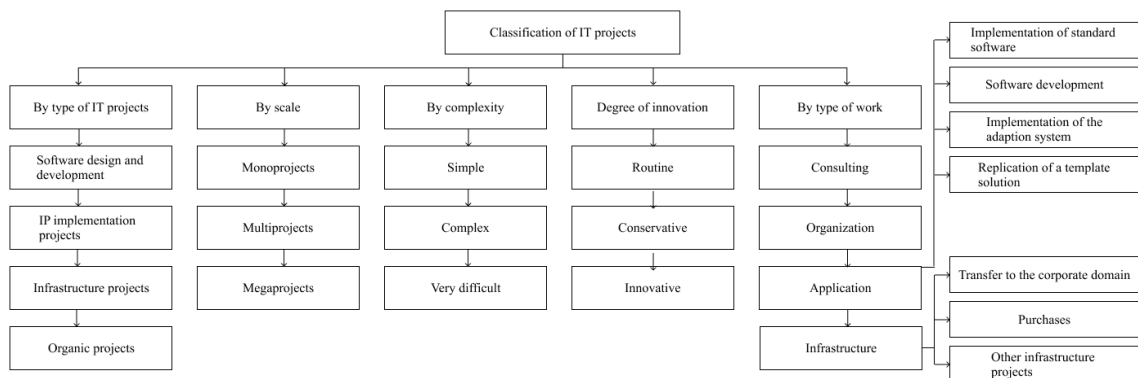 Classification of IT projects
By type of IT projects
Software design and
development
IP implementation
projects
Infrastructure projects
Organic projects
By scale
Monoprojects
Multiprojects
Megaprojects
By complexity
Simple
Complex
Very difficult
Degree of innovation
Routine
Conservative
Innovative
By type of work
Consulting
Organization
Application
Infrastructure
Implementation of standard
software
Software development
Implementation of the
adaption system
Replication of a template
solution
Transfer to the corporate domain
Purchases
Other infrastructure
projects